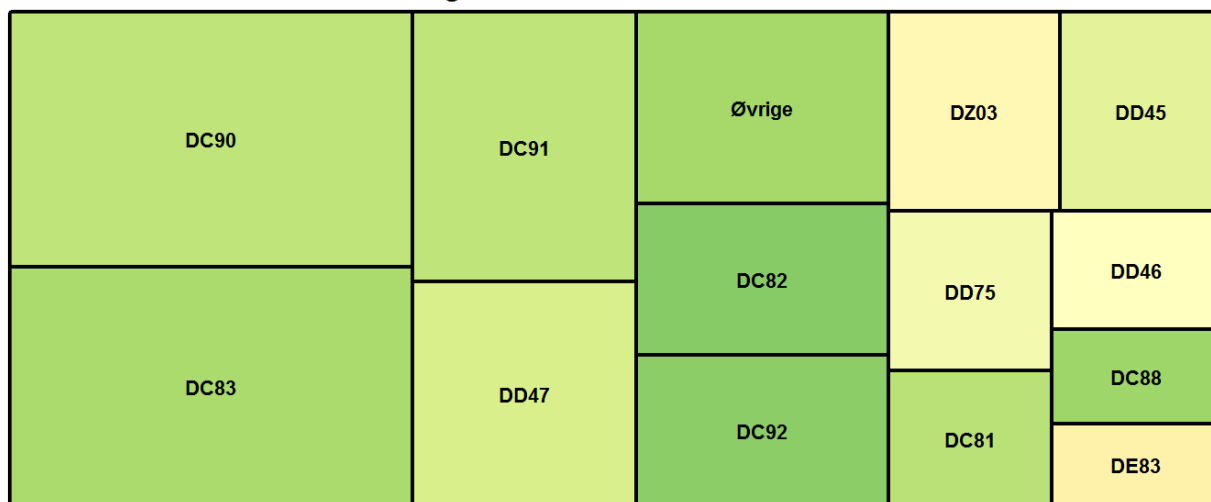 DC90
DC83
DC91
DD47
Øvrige
DC82
DC92
DZ03
DD45
DD75
DC81
DD46
DC88
DE83